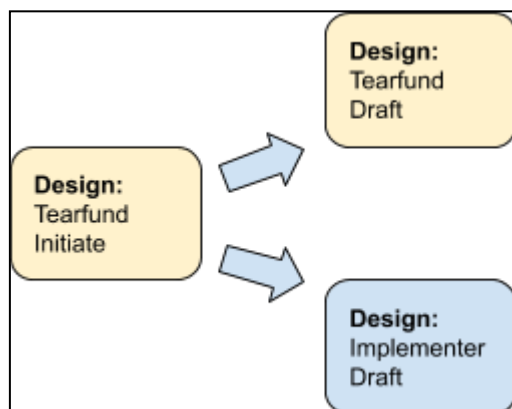 Design:
Tearfund
Draft
Design:
Tearfund
Initiate
Design:
Implementer
Draft